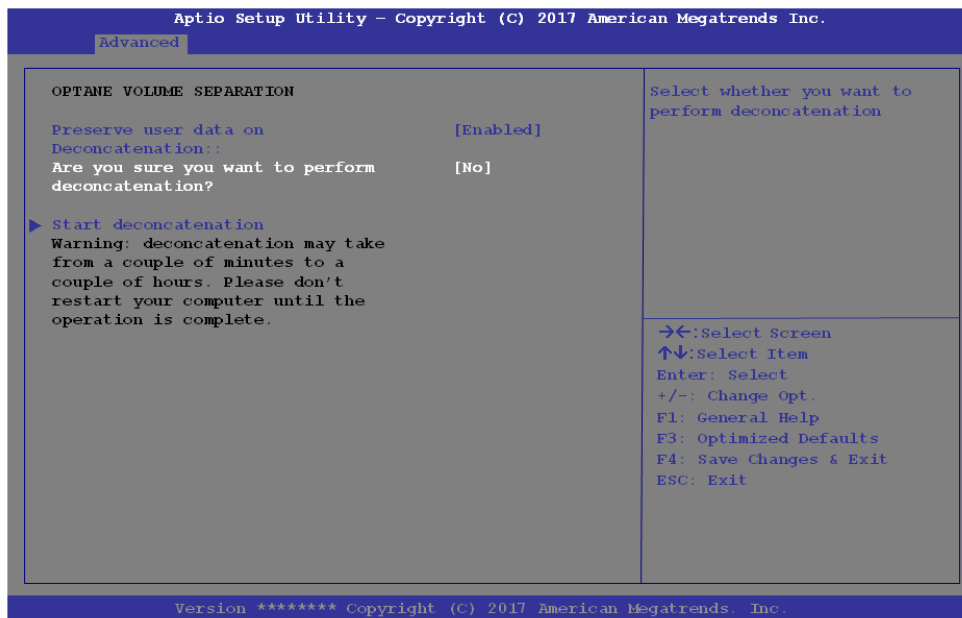 Aptio Setup Utility – Copyright (C) 2017 American Megatrends Inc.
Advanced
OPTANE VOLUME SEPARATION
Preserve user data on [Enabled]
Deconcatenation::
Are you sure you want to perform [No]
deconcatenation?
Start deconcatenation
Warning: deconcatenation may take
from a couple of minutes to a
couple of hours. Please don't
restart your computer until the
operation is complete.
Select whether you want to
perform deconcatenation
→←:Select Screen
↑↓:Select Item
Enter: Select
+/-: Change Opt.
F1: General Help
F3: Optimized Defaults
F4: Save Changes & Exit
ESC: Exit
Version ******** Copyright (C) 2017 American Megatrends. Inc.